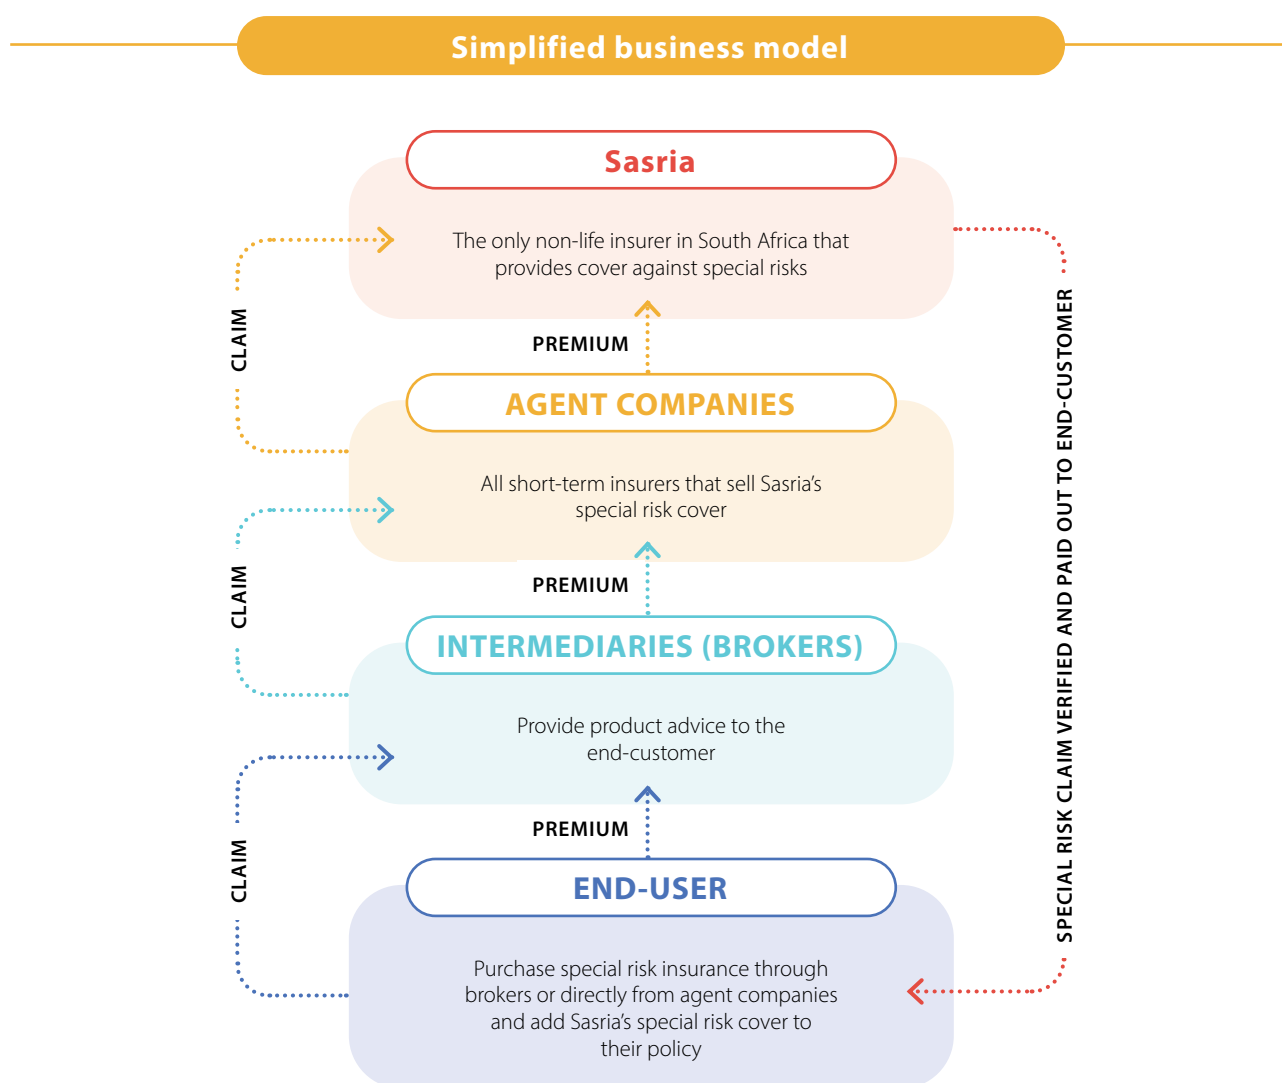 Simplified business model
Sasria
The only non-life insurer in South Africa that
provides cover against special risks
CLAIM
PREMIUM
AGENT COMPANIES
All short-term insurers that sell Sasria’s
special risk cover
CLAIM
PREMIUM
INTERMEDIARIES (BROKERS)
Provide product advice to the
end-customer
CLAIM
PREMIUM
END-USER
Purchase special risk insurance through
brokers or directly from agent companies
and add Sasria’s special risk cover to
their policy
SPECIAL RISK CLAIM VERIFIED AND PAID OUT TO END-CUSTOMER